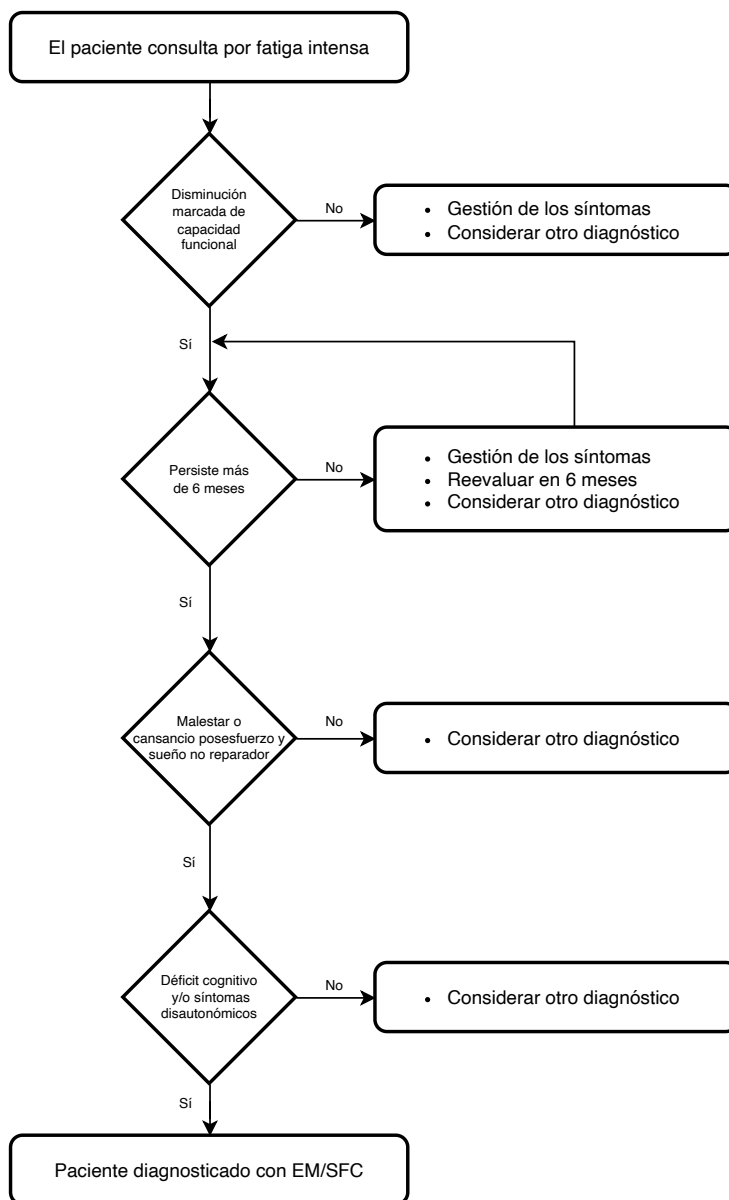 El paciente consulta por fatiga intensa
Disminución
marcada de
capacidad
funcional
No
• Gestión de los síntomas
• Considerar otro diagnóstico
Sí
Persiste más
de 6 meses
No
• Gestión de los síntomas
• Reevaluar en 6 meses
• Considerar otro diagnóstico
Sí
Malestar o
cansancio posesfuerzo y
sueño no reparador
No
• Considerar otro diagnóstico
Sí
Déficit cognitivo
y/o síntomas
disautonómicos
No
• Considerar otro diagnóstico
Sí
Paciente diagnosticado con EM/SFC